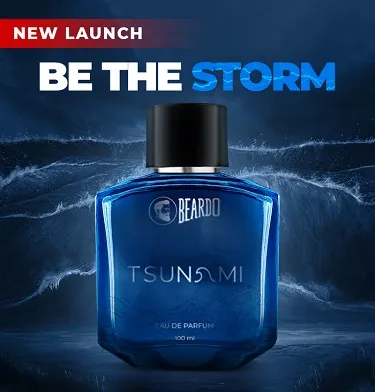 NEW LAUNCH
BE THE STORM
BEARDO
TSUNAMI
EAU DE PARFUM
100 ml